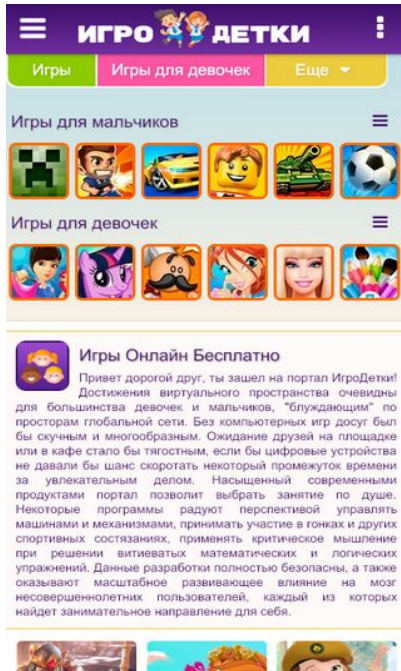 ИГРО ДЕТКИ
Игры Игры для девочек Еще
Игры для мальчиков
Игры для девочек
Игры Онлайн Бесплатно
Привет дорогой друг, ты зашел на портал ИгроДетки!
Достижения виртуального пространства очевидны
для большинства девочек и мальчиков, "блуждающим" по
просторам глобальной сети. Без компьютерных игр досуг был
бы скучным и многообразным. Ожидание друзей на площадке
или в кафе стало бы тягостным, если бы цифровые устройства
не давали бы шанс скоротать некоторый промежуток времени
за увлекательным делом. Насыщенный современными
продуктами портал позволит выбрать занятие по душе.
Некоторые программы радуют перспективой управлять
машинами и механизмами, принимать участие в гонках и других
спортивных состязаниях, применять критическое мышление
при решении витиеватых математических и логических
упражнений. Данные разработки полностью безопасны, а также
оказывают масштабное развивающее влияние на мозг
несовершеннолетних пользователей, каждый из которых
найдет занимательное направление для себя.